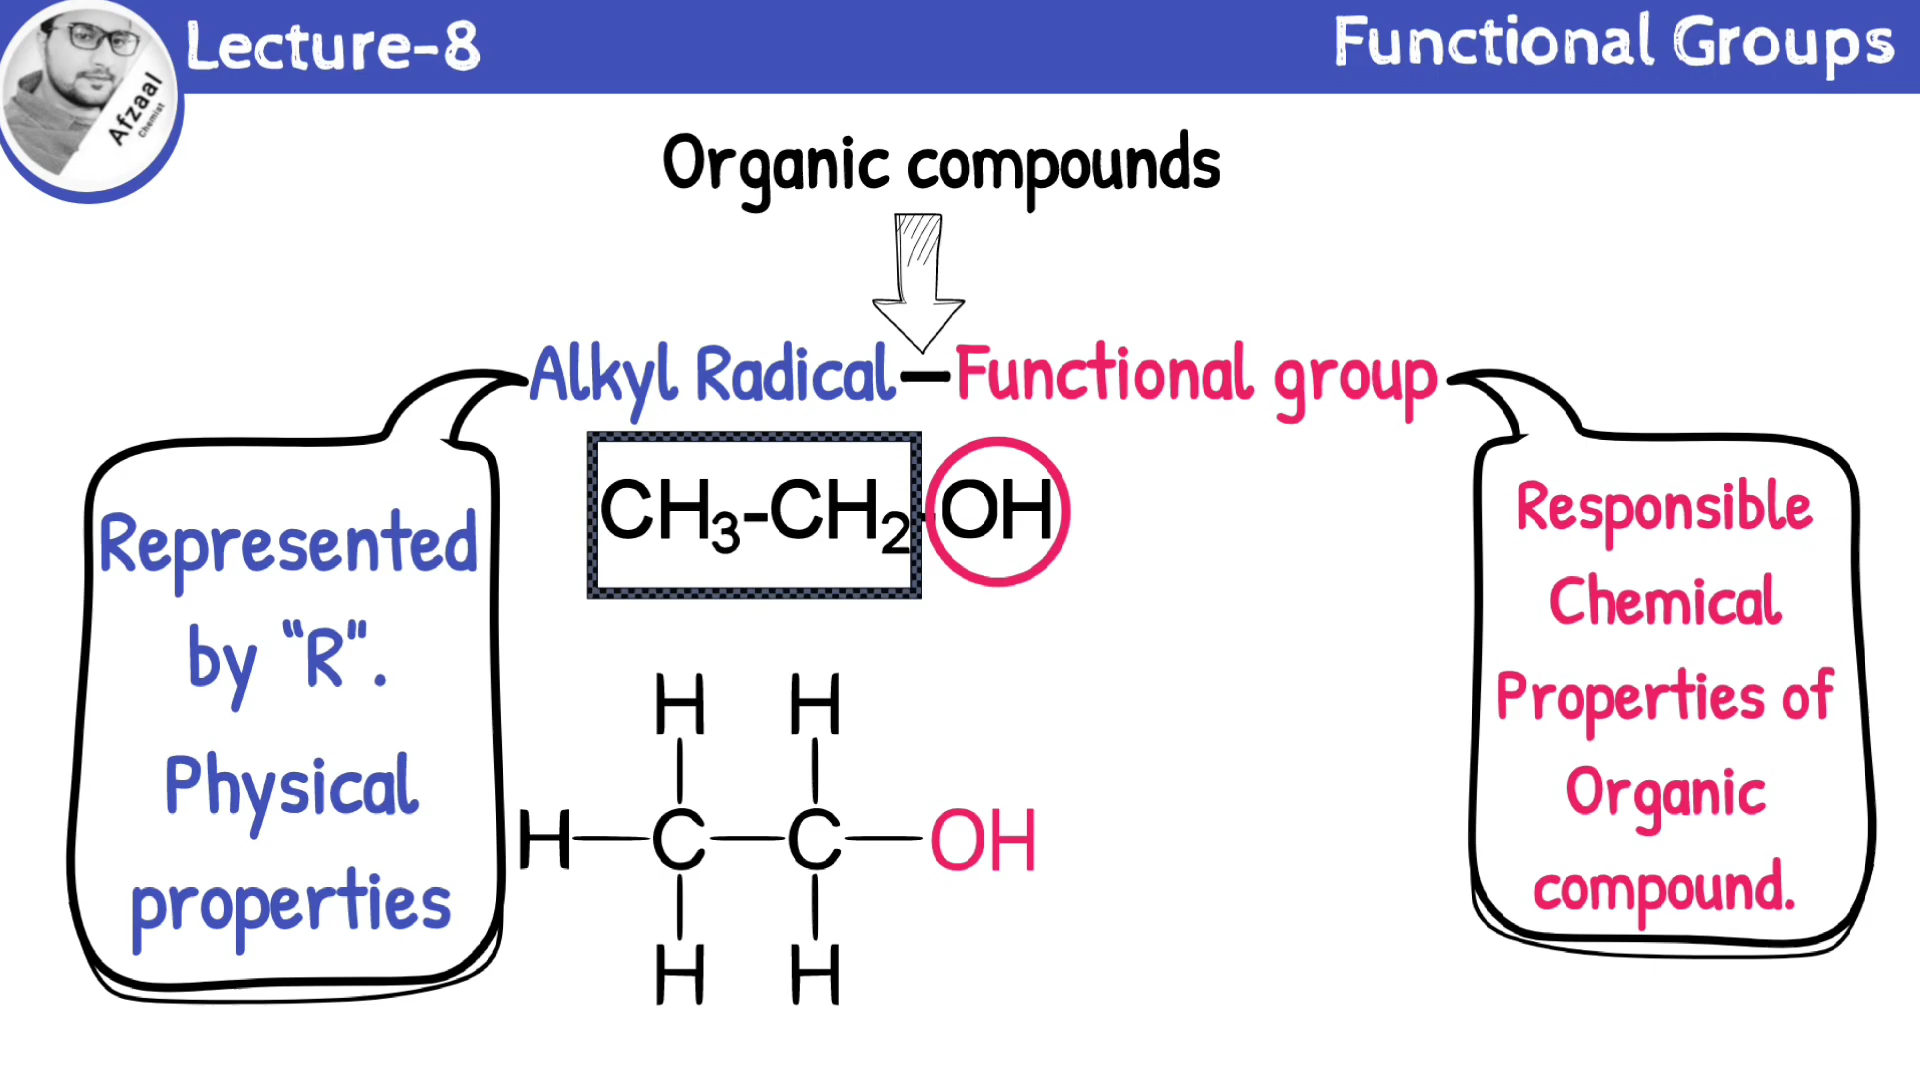 Lecture-8
Functional Groups
Afzaal
Chemist
Organic compounds
Alkyl Radical – Functional group
CH₃-CH₂-OH
Represented
by “R".
Physical
properties
Responsible
Chemical
Properties of
Organic
compound.
H H
H C C OH
H H